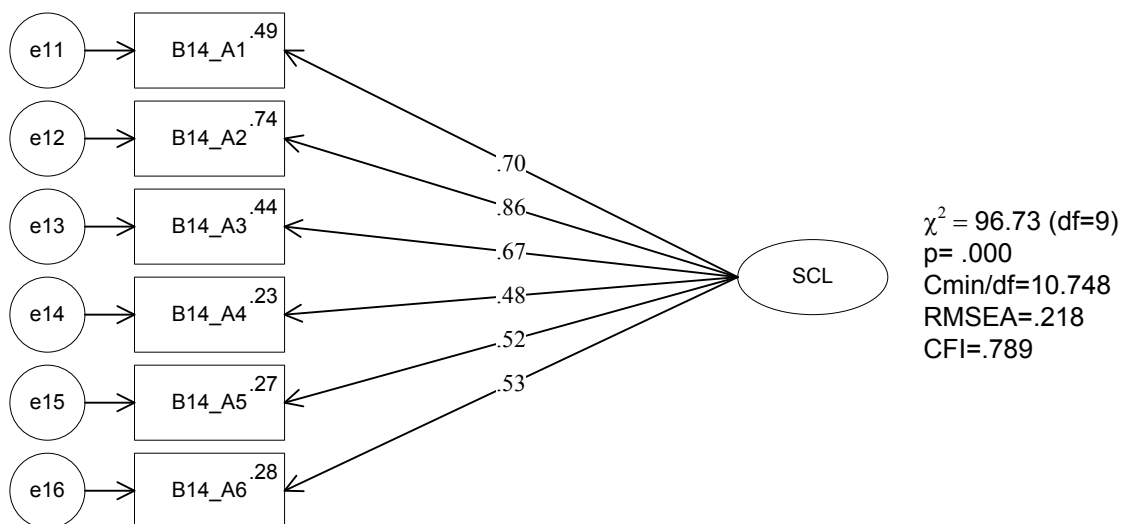 e11
B14_A1
.49
e12
B14_A2
.74
e13
B14_A3
.44
e14
B14_A4
.23
e15
B14_A5
.27
e16
B14_A6
.28
.70
.86
.67
.48
.52
.53
SCL
χ² = 96.73 (df=9)
p= .000
Cmin/df=10.748
RMSEA=.218
CFI=.789